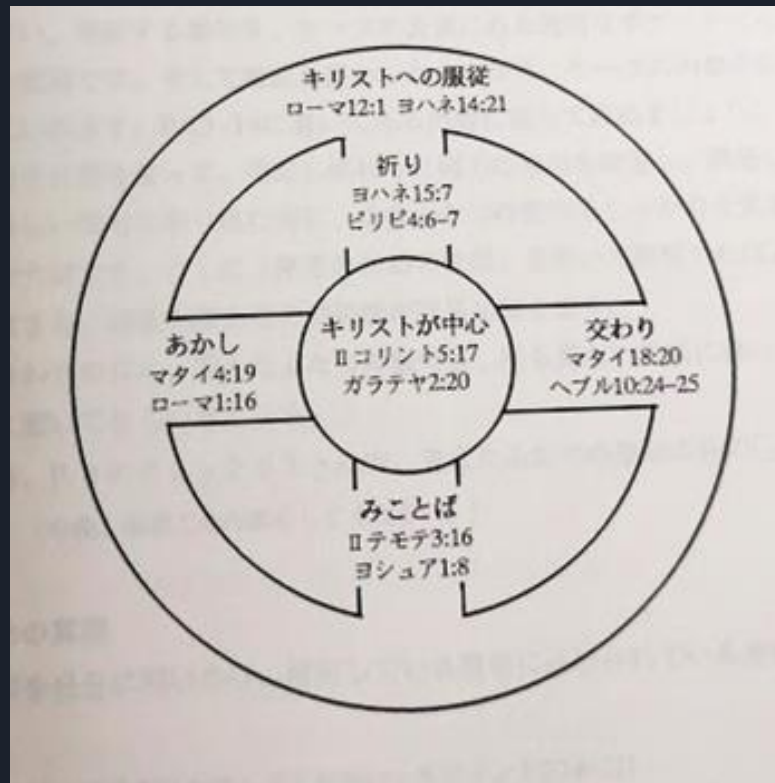 キリストへの服従
ローマ12:1 ヨハネ14:21
祈り
ヨハネ15:7
ピリピ4:6–7
あかし
マタイ4:19
ローマ1:16
キリストが中心
Ⅱコリント5:17
ガラテヤ2:20
交わり
マタイ18:20
ヘブル10:24–25
みことば
Ⅱテモテ3:16
ヨシュア1:8